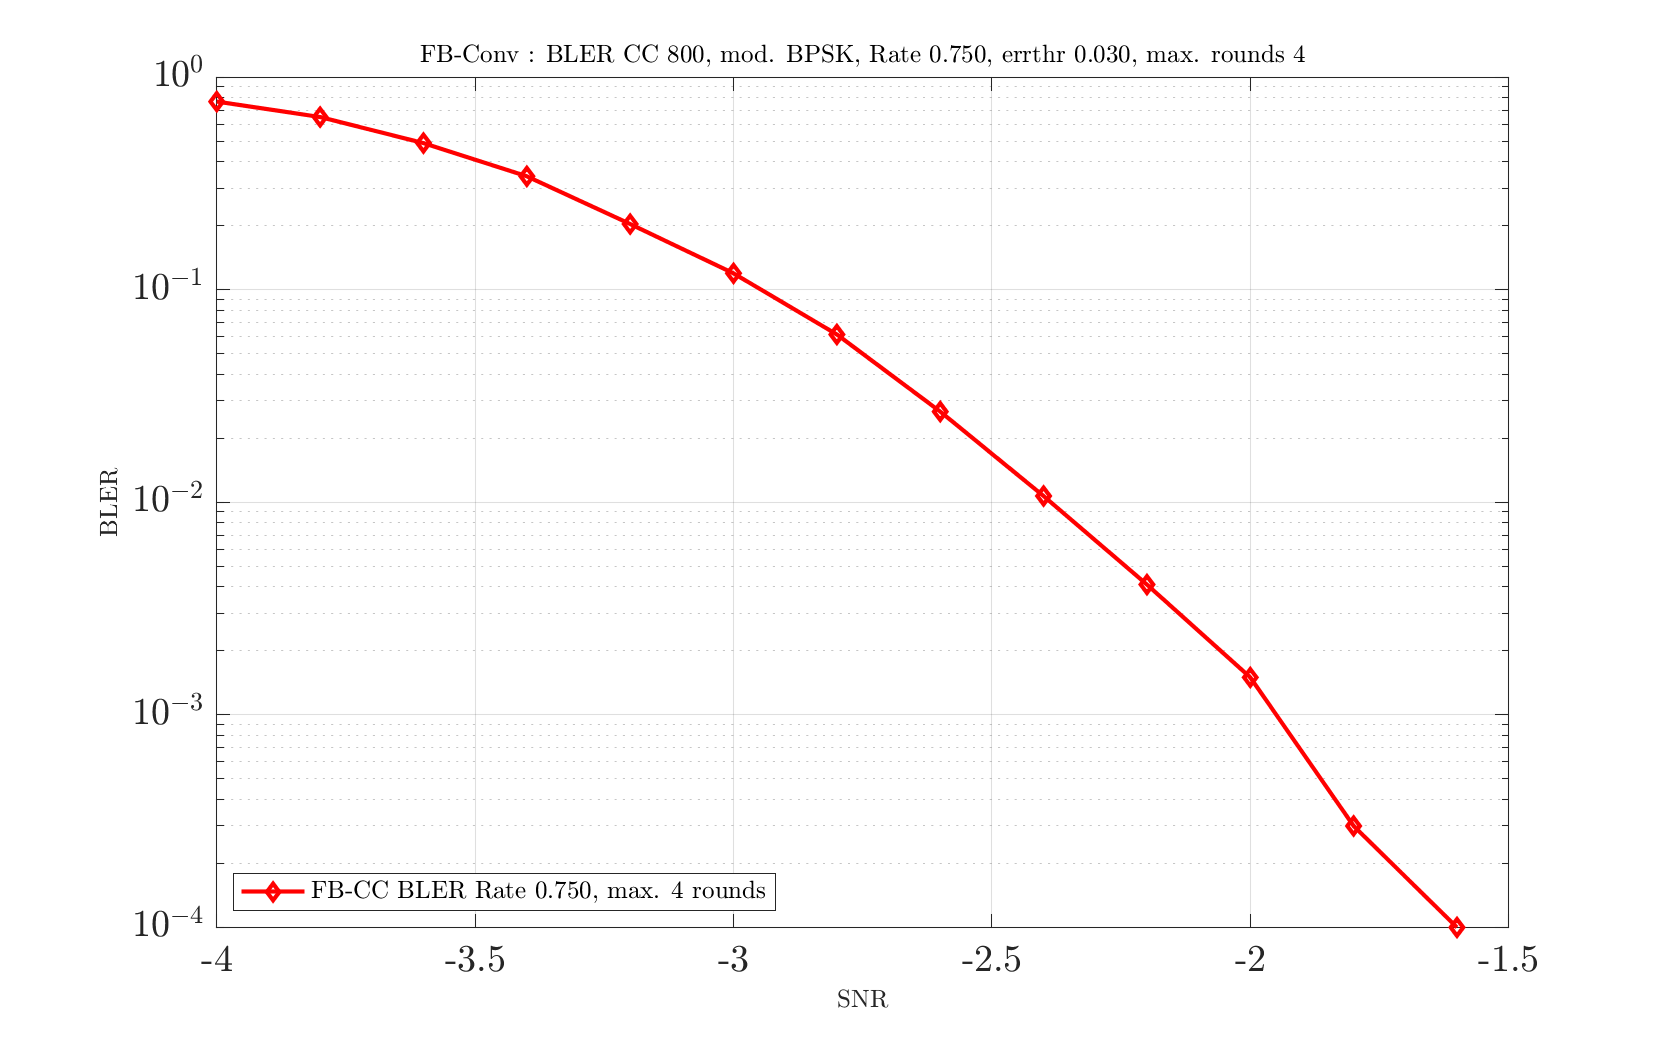 FB-Conv : BLER CC 800, mod. BPSK, Rate 0.750, errthr 0.030, max. rounds 4
10^0
10^{-1}
10^{-2}
10^{-3}
10^{-4}
BLER
FB-CC BLER Rate 0.750, max. 4 rounds
-4 -3.5 -3 -2.5 -2 -1.5
SNR